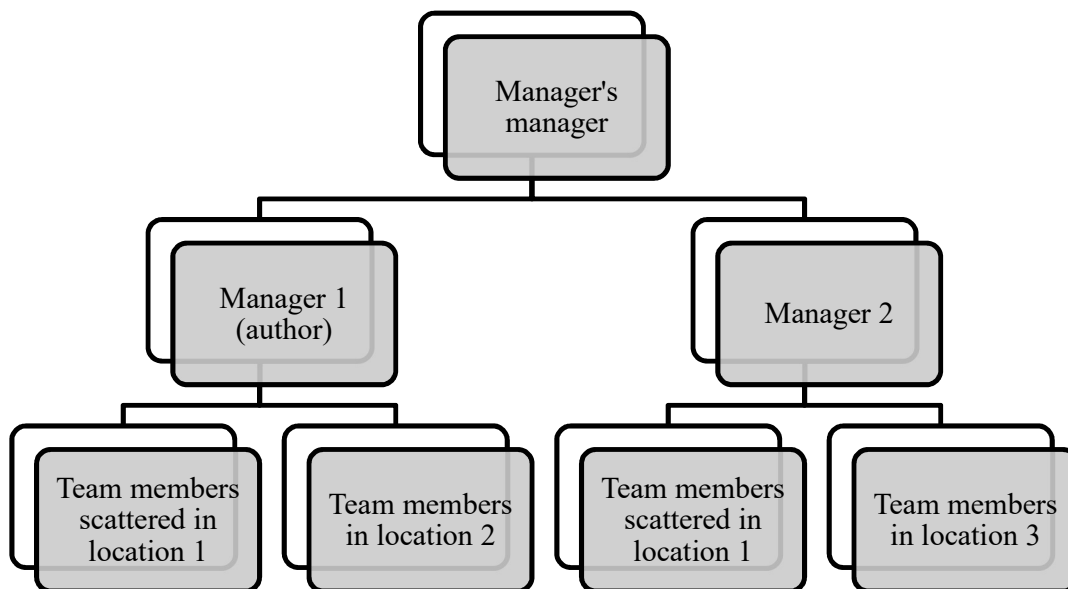 Manager's
manager
Manager 1
(author)
Manager 2
Team members
scattered in
location 1
Team members
in location 2
Team members
scattered in
location 1
Team members
in location 3